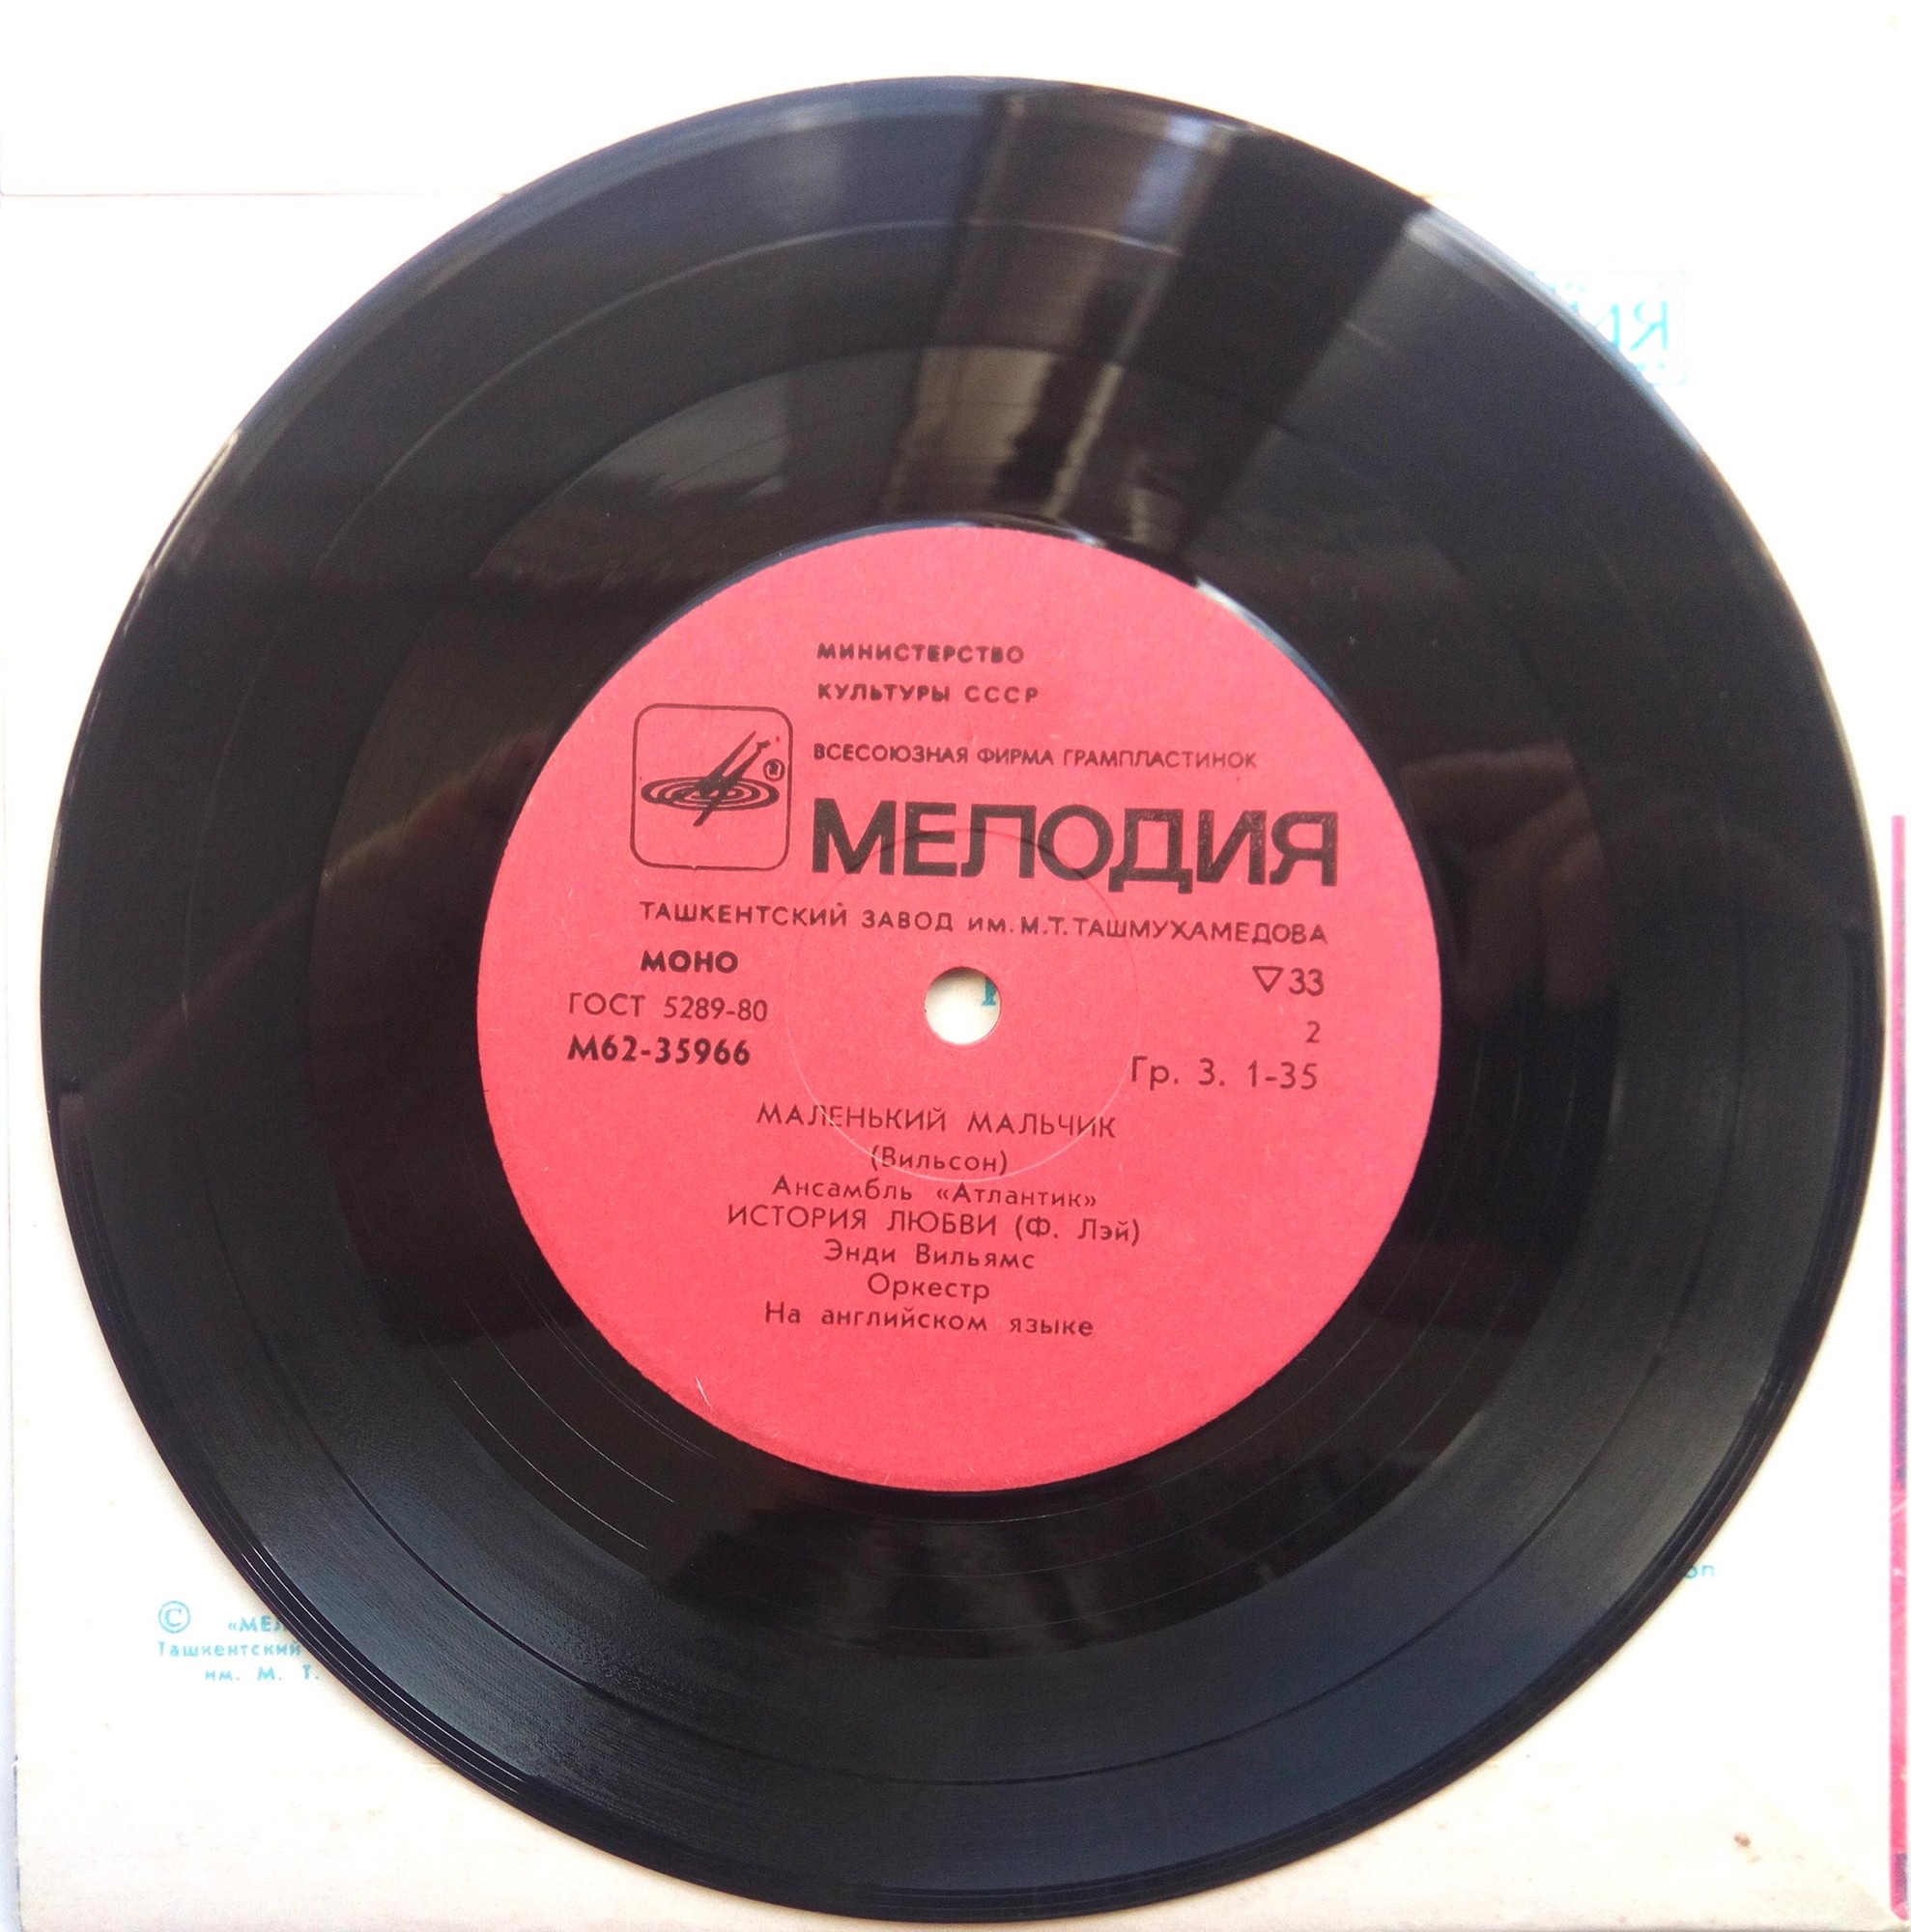 МИНИСТЕРСТВО
КУЛЬТУРЫ СССР
ВСЕСОЮЗНАЯ ФИРМА ГРАМПЛАСТИНОК
МЕЛОДИЯ
ТАШКЕНТСКИЙ ЗАВОД ИМ. М.Т. ТАШМУХАМЕДОВА
МОНО
▽33
ГОСТ 5289-80
2
М62-35966
Гр. 3. 1-35
МАЛЕНЬКИЙ МАЛЬЧИК
(Вильсон)
Ансамбль «Атлантик»
ИСТОРИЯ ЛЮБВИ (Ф. Лэй)
Энди Вильямс
Оркестр
На английском языке
©
Ташкентский
им. М. Т.